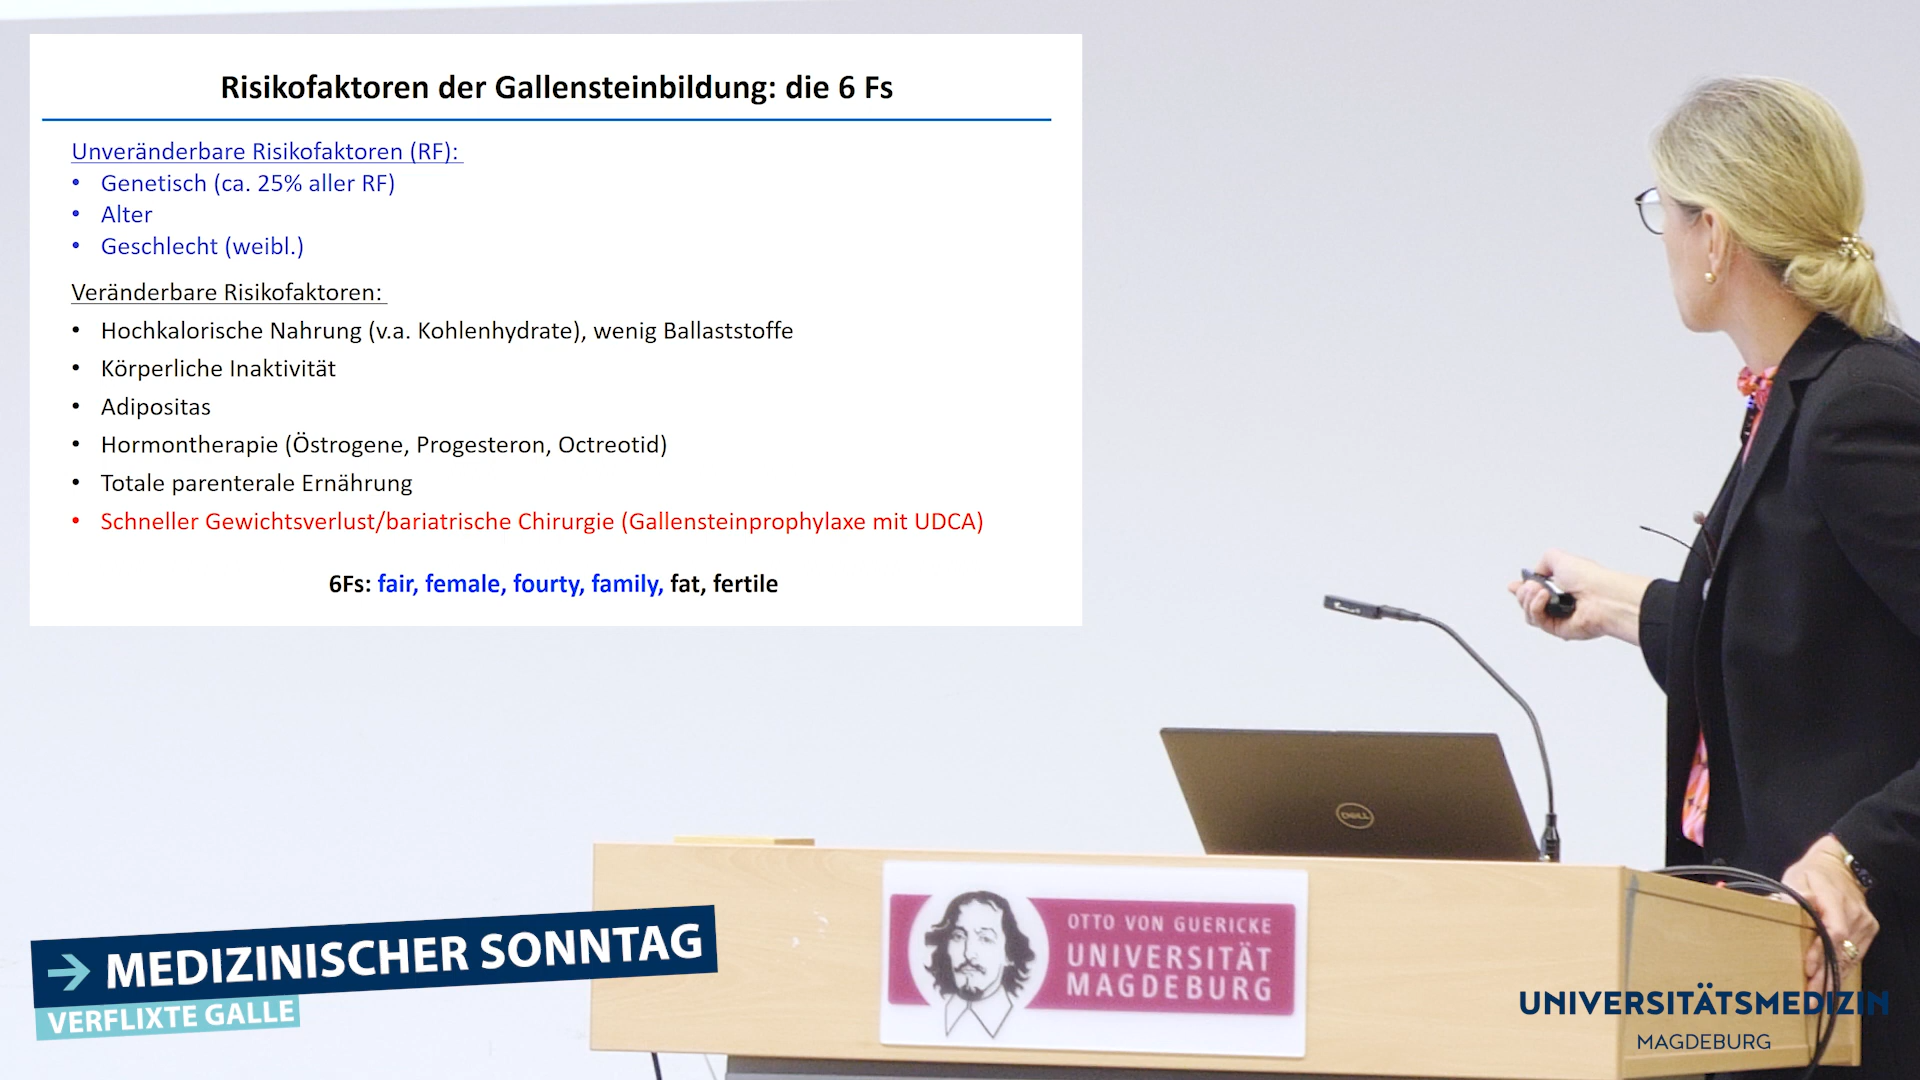 Risikofaktoren der Gallensteinbildung: die 6 Fs
Unveränderbare Risikofaktoren (RF):
• Genetisch (ca. 25% aller RF)
• Alter
• Geschlecht (weibl.)
Veränderbare Risikofaktoren:
• Hochkalorische Nahrung (v.a. Kohlenhydrate), wenig Ballaststoffe
• Körperliche Inaktivität
• Adipositas
• Hormontherapie (Östrogene, Progesteron, Octreotid)
• Totale parenterale Ernährung
• Schneller Gewichtsverlust/bariatrische Chirurgie (Gallensteinprophylaxe mit UDCA)
6Fs: fair, female, fourty, family, fat, fertile
DELL
OTTO VON GUERICKE
UNIVERSITÄT
MAGDEBURG
→ MEDIZINISCHER SONNTAG
VERFLIXTE GALLE
UNIVERSITÄTSMEDIZIN
MAGDEBURG